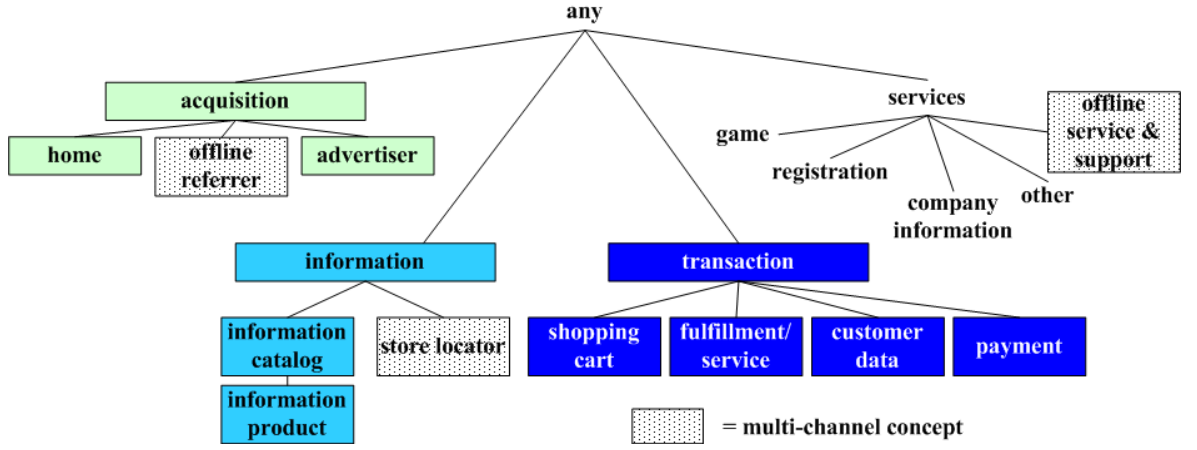 any
acquisition
home
offline
referrer
advertiser
services
game
registration
company
information
other
offline
service &
support
information
information
catalog
store locator
information
product
transaction
shopping
cart
fulfillment/
service
customer
data
payment
= multi-channel concept